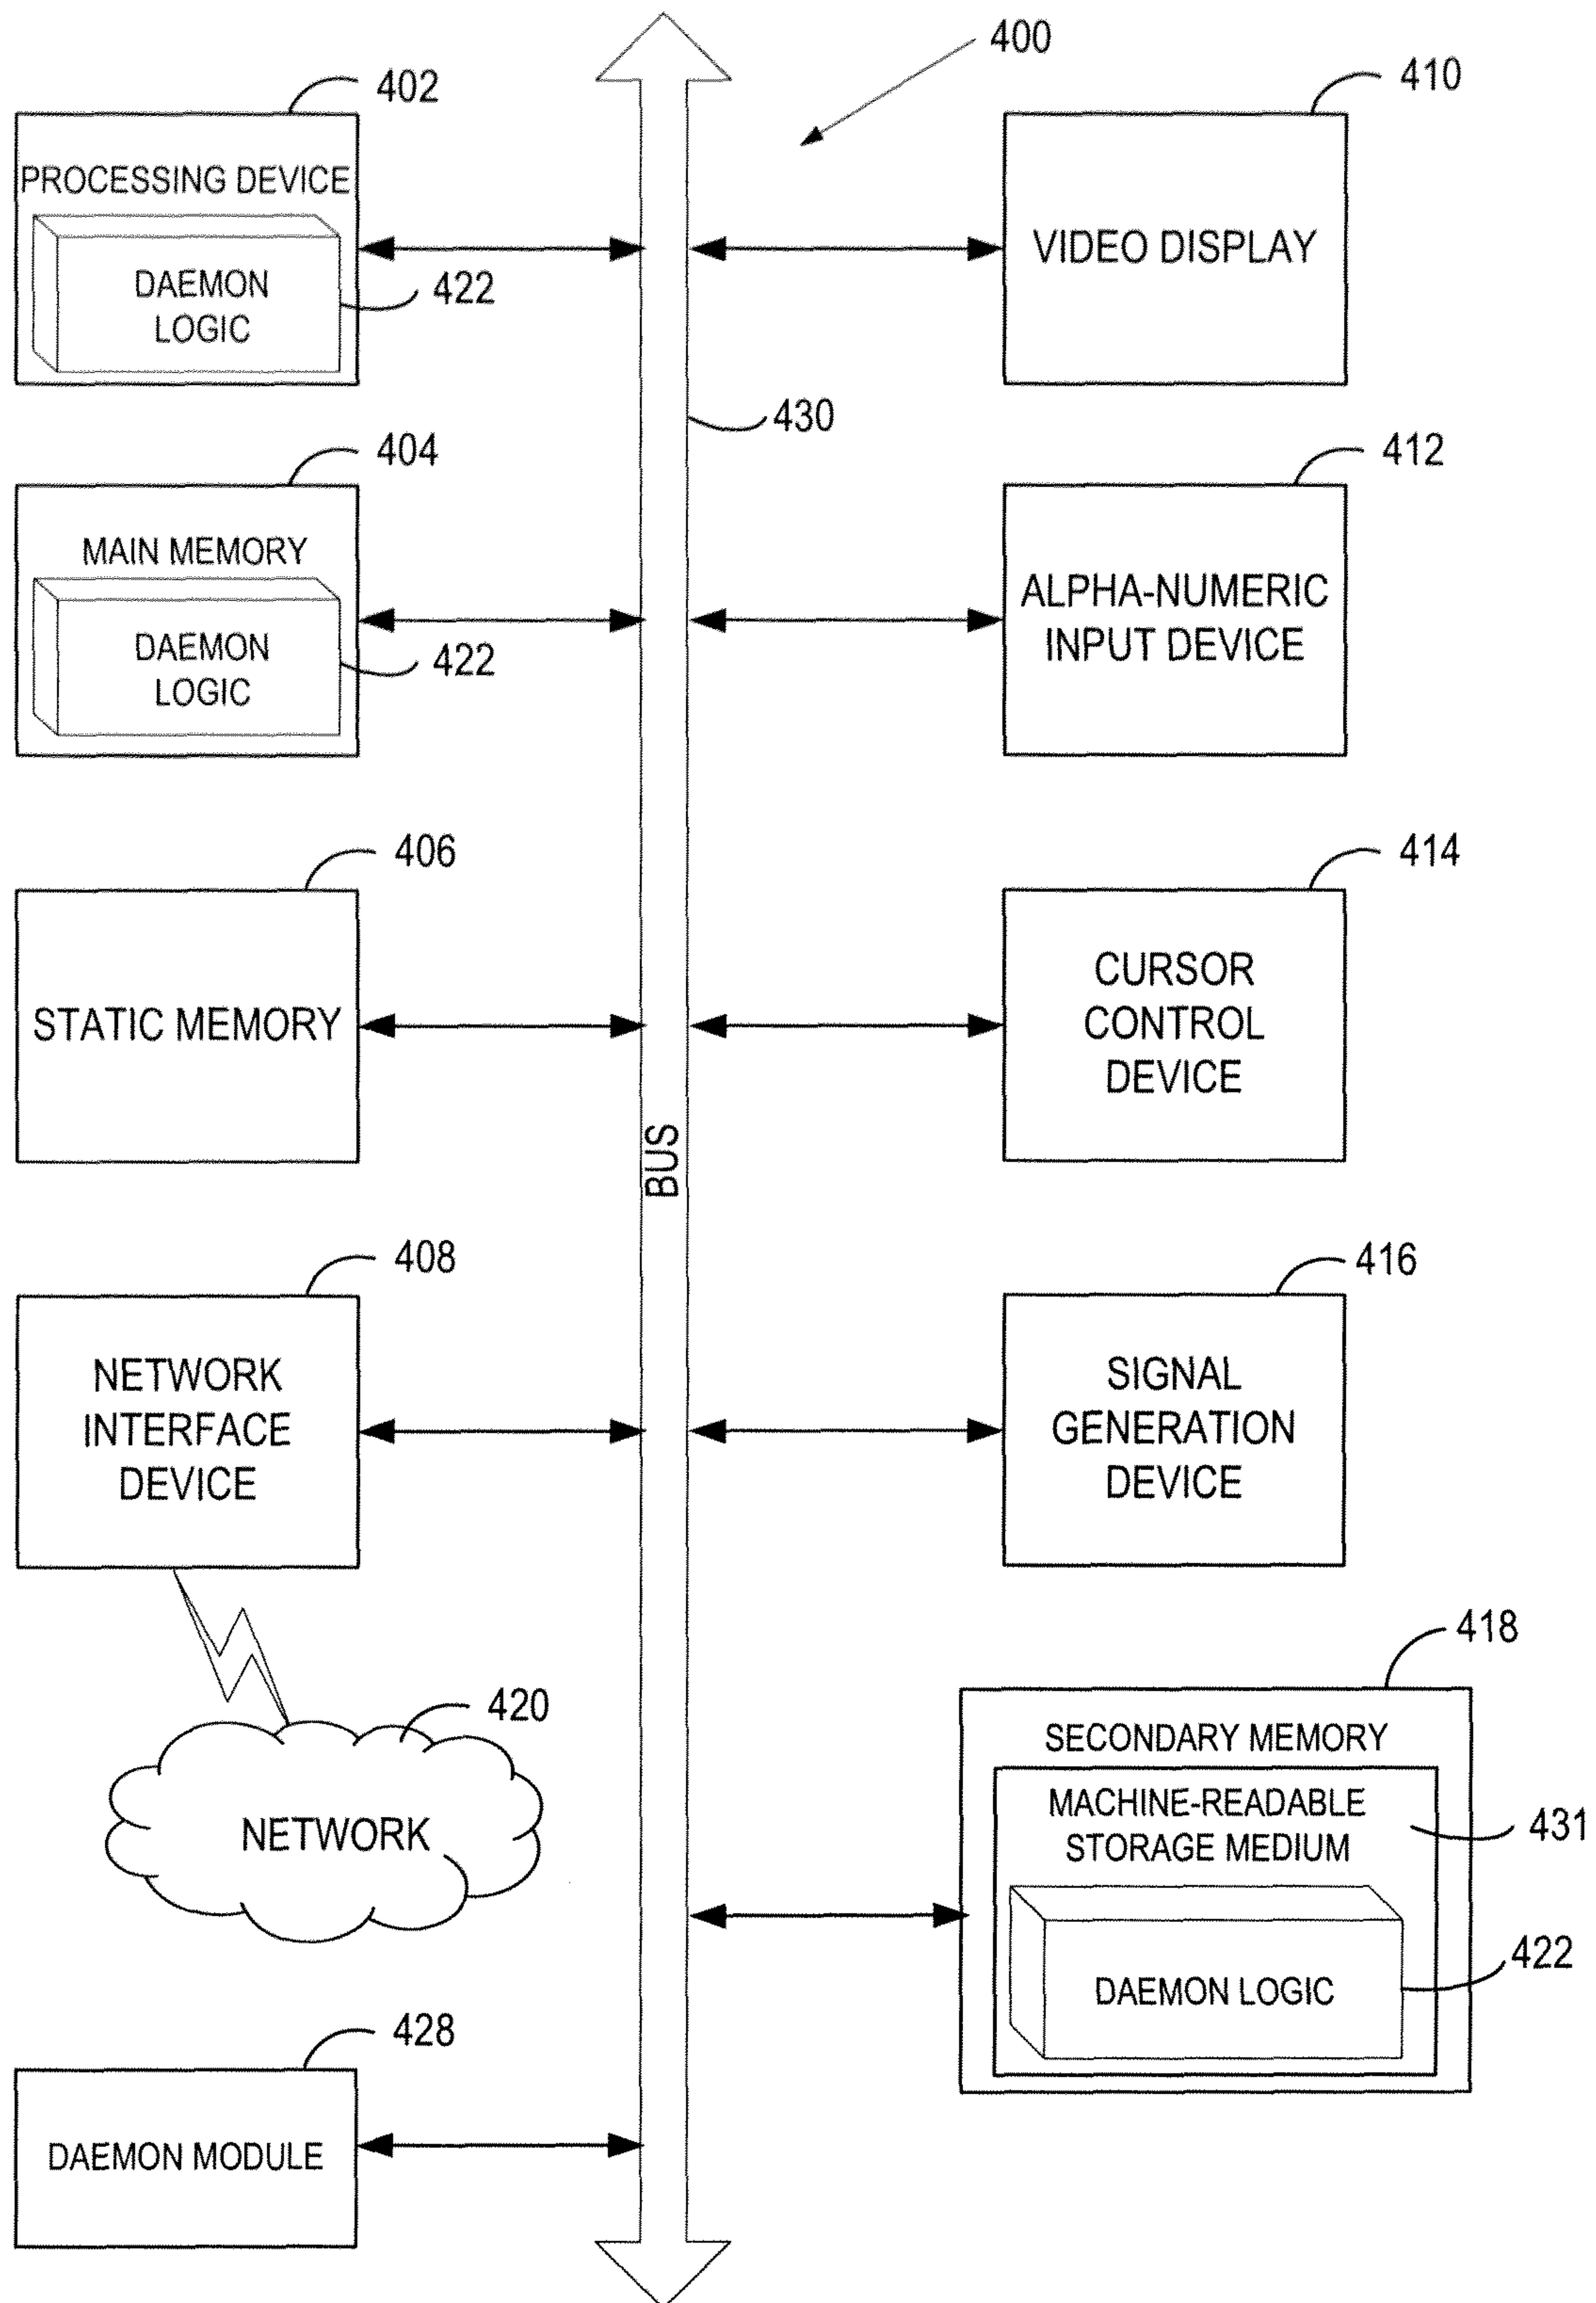 400
402
PROCESSING DEVICE
DAEMON
LOGIC
422
410
VIDEO DISPLAY
430
404
MAIN MEMORY
DAEMON
LOGIC
422
412
ALPHA-NUMERIC
INPUT DEVICE
406
STATIC MEMORY
414
CURSOR
CONTROL
DEVICE
BUS
408
NETWORK
INTERFACE
DEVICE
416
SIGNAL
GENERATION
DEVICE
420
NETWORK
418
SECONDARY MEMORY
MACHINE-READABLE
STORAGE MEDIUM
431
DAEMON LOGIC
422
428
DAEMON MODULE